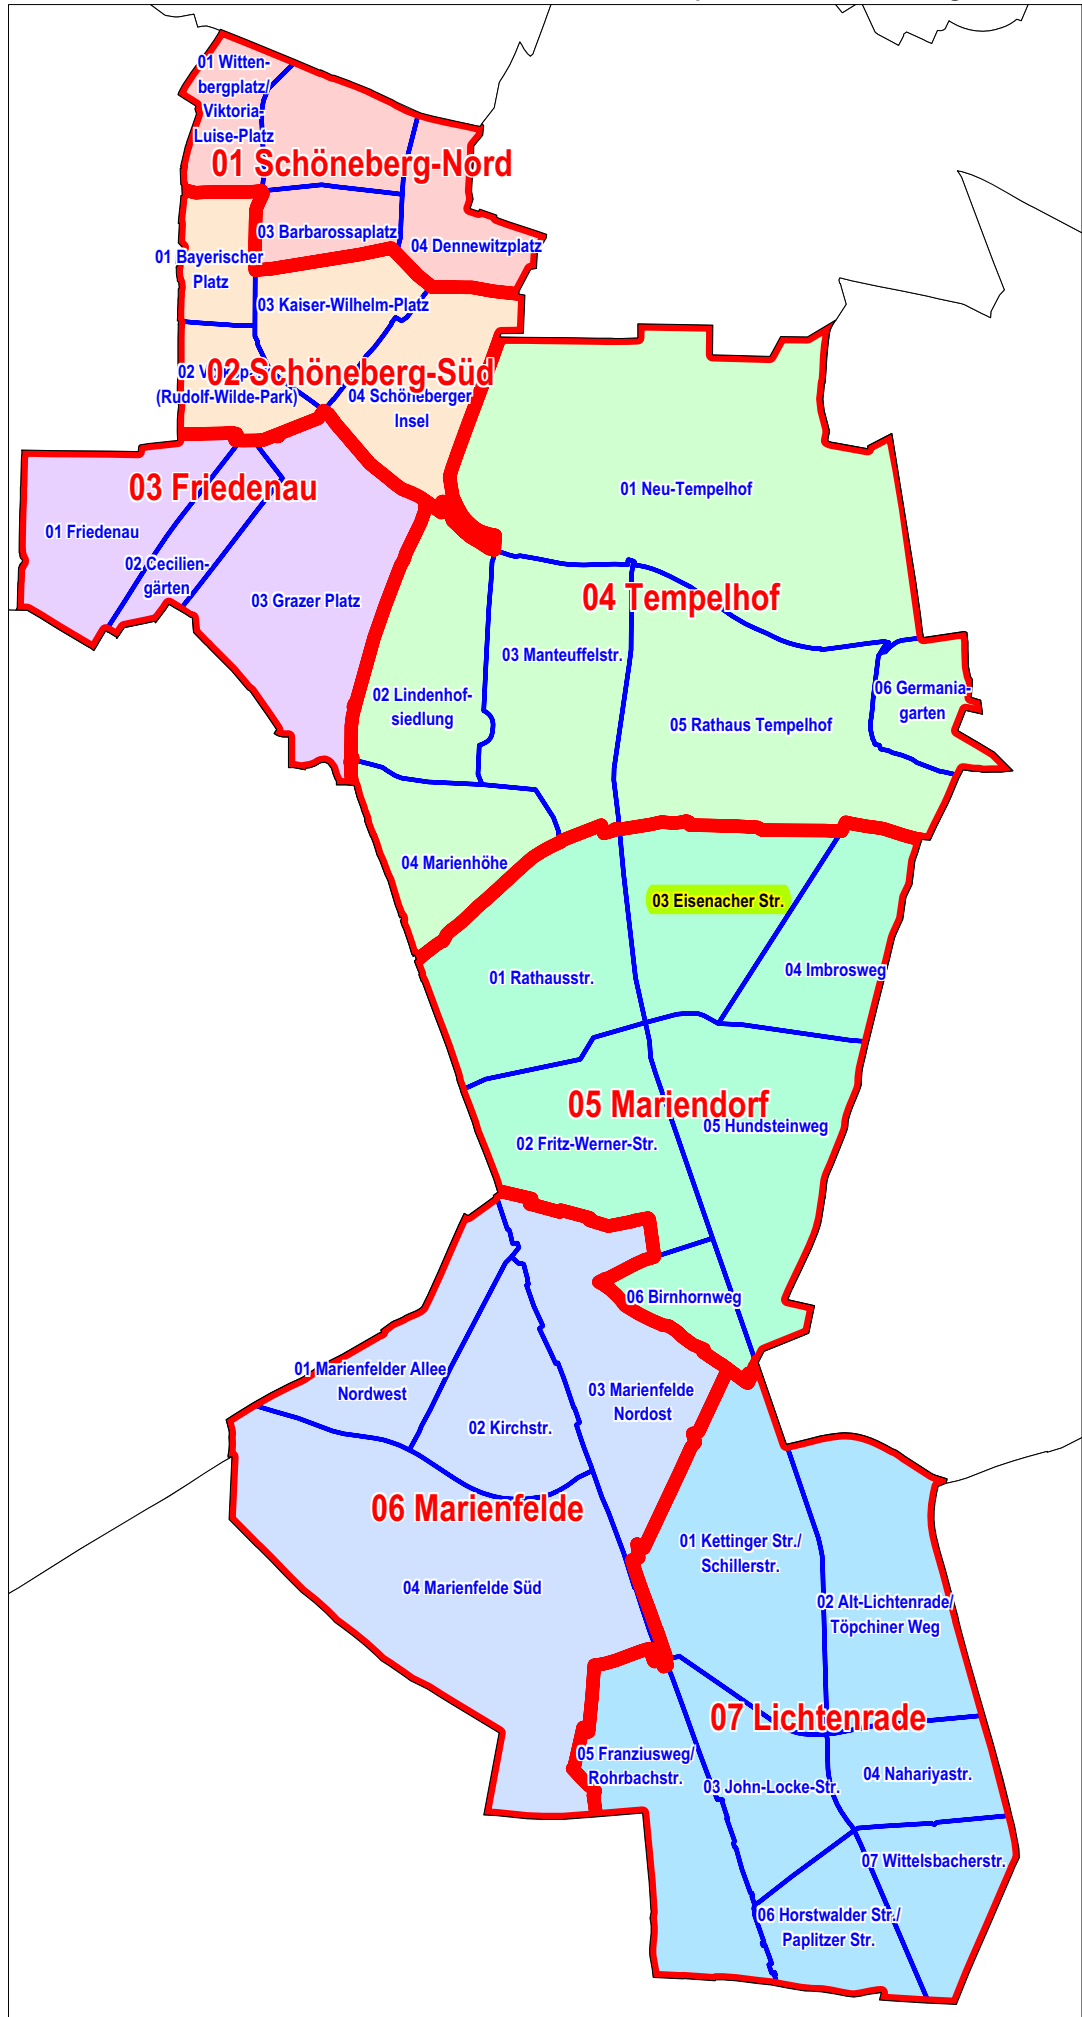 01 Witten-
bergplatz/
Viktoria-
Luise-Platz
01 Schöneberg-Nord
03 Barbarossaplatz
04 Dennewitzplatz
01 Bayerischer
Platz
03 Kaiser-Wilhelm-Platz
02 Schöneberg-Süd
02
(Rudolf-Wilde-Park)
04 Schöneberger
Insel
03 Friedenau
01 Neu-Tempelhof
01 Friedenau
02 Cecilien-
gärten
03 Grazer Platz
04 Tempelhof
03 Manteuffelstr.
02 Lindenhof-
siedlung
06 Germania-
garten
05 Rathaus Tempelhof
04 Marienhöhe
03 Eisenacher Str.
01 Rathausstr.
04 Imbrosweg
05 Mariendorf
05 Hundsteinweg
02 Fritz-Werner-Str.
06 Birnhornweg
01 Marienfelder Allee
Nordwest
03 Marienfelde
Nordost
02 Kirchstr.
06 Marienfelde
01 Kettinger Str./
Schillerstr.
04 Marienfelde Süd
02 Alt-Lichtenrade/
Töpchiner Weg
07 Lichtenrade
05 Franziusweg/
Rohrbachstr.
03 John-Locke-Str.
04 Nahariyastr.
07 Wittelsbacherstr.
06 Horstwalder Str./
Paplitzer Str.